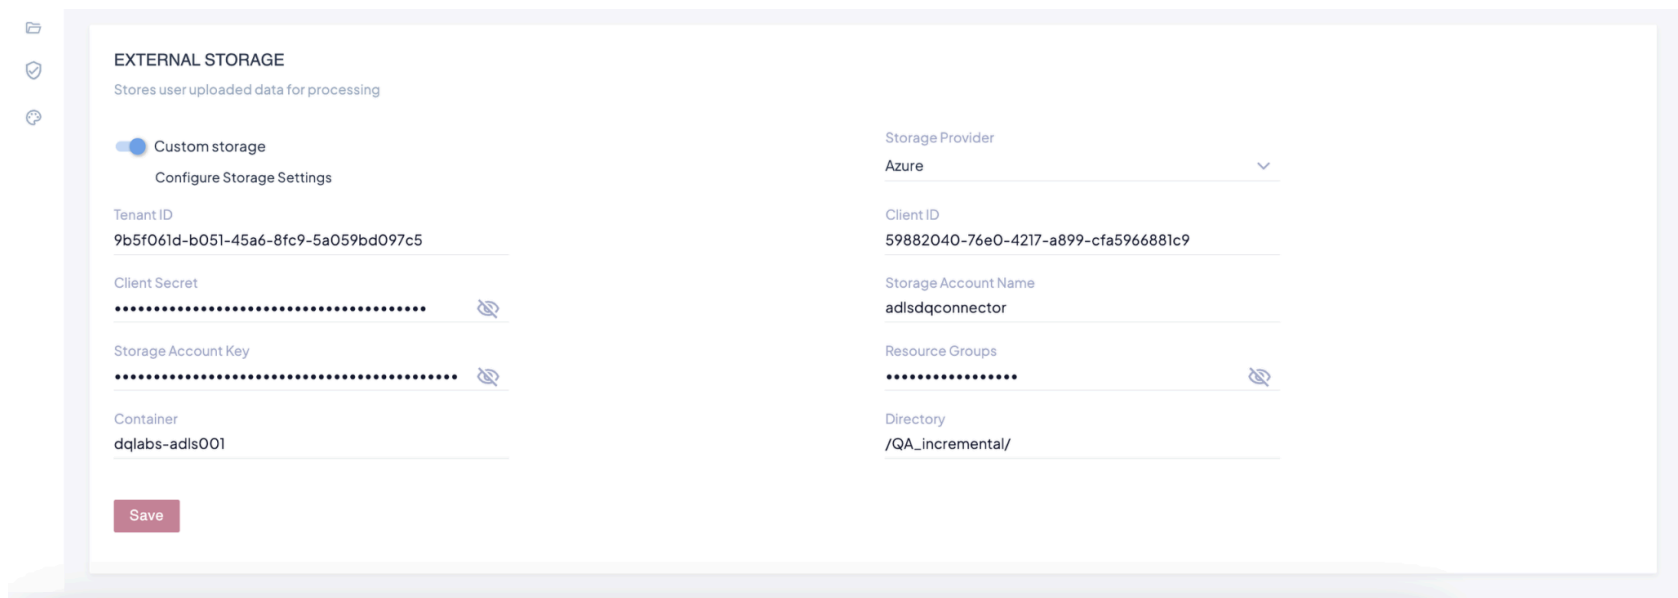 EXTERNAL STORAGE
Stores user uploaded data for processing
Custom storage
Configure Storage Settings
Storage Provider
Azure
Tenant ID
9b5f061d-b051-45a6-8fc9-5a059bd097c5
Client ID
59882040-76e0-4217-a899-cfa5966881c9
Client Secret
••••••••••••••••••••••••••••••••••••••••
Storage Account Name
adlsdqconnector
Storage Account Key
••••••••••••••••••••••••••••••••••••••••••••
Resource Groups
•••••••••••••••••
Container
dqlabs-adls001
Directory
/QA_incremental/
Save